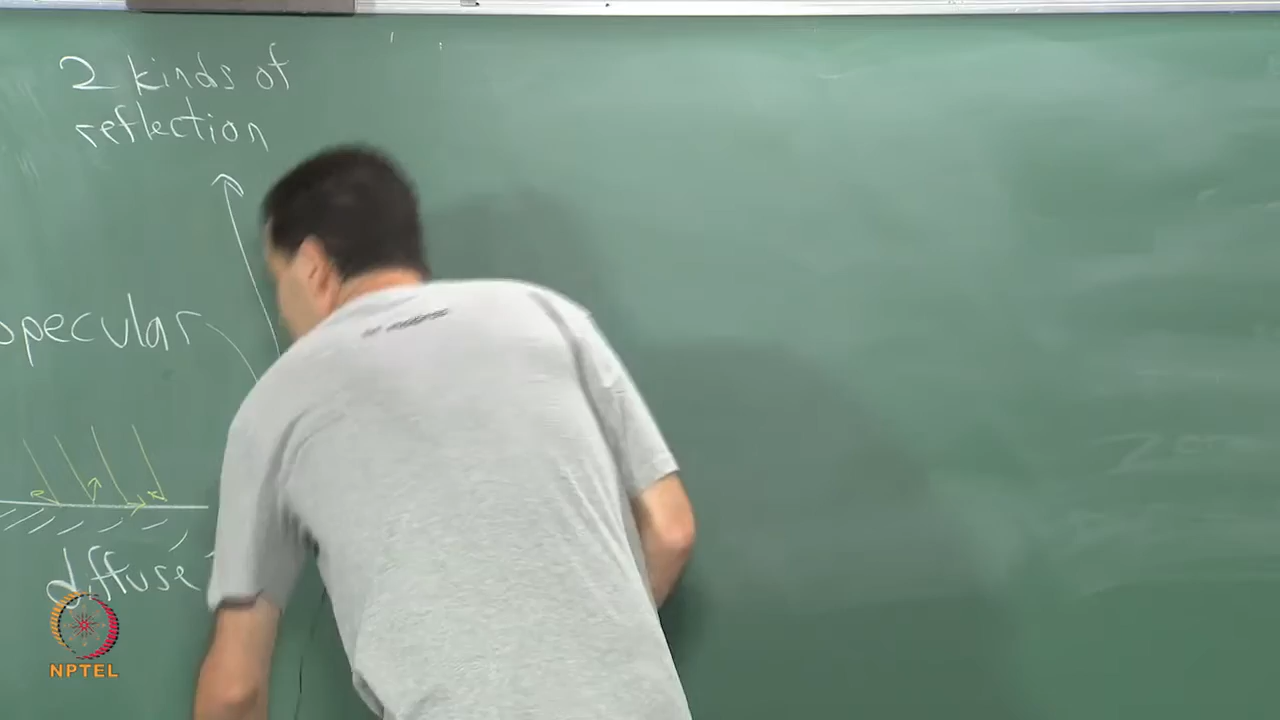 2 kinds of
reflection
specular
diffuse
NPTEL